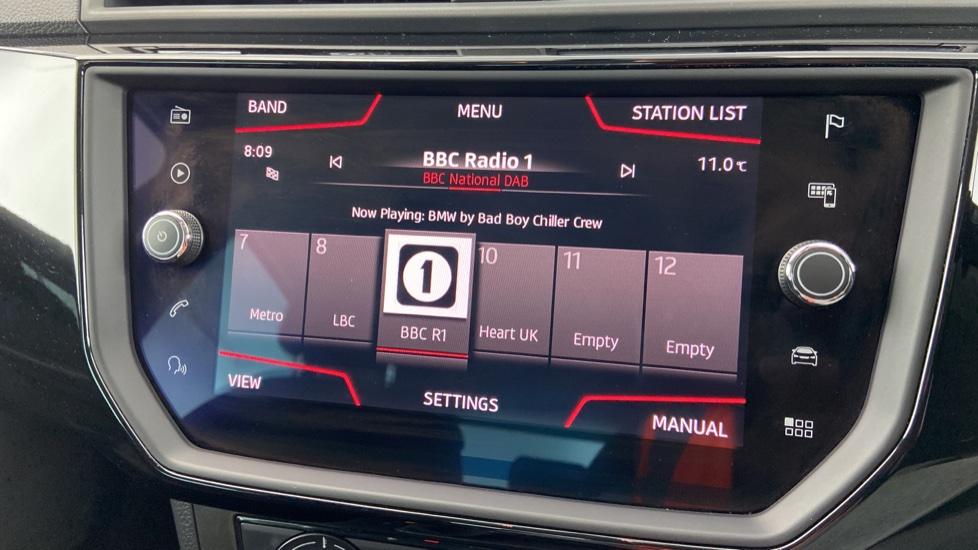 BAND
MENU
STATION LIST
8:09
BBC Radio 1
11.0℃
BBC National DAB
Now Playing: BMW by Bad Boy Chiller Crew
7
8
10
11
12
1
Metro
LBC
BBC R1
Heart UK
Empty
Empty
VIEW
SETTINGS
MANUAL